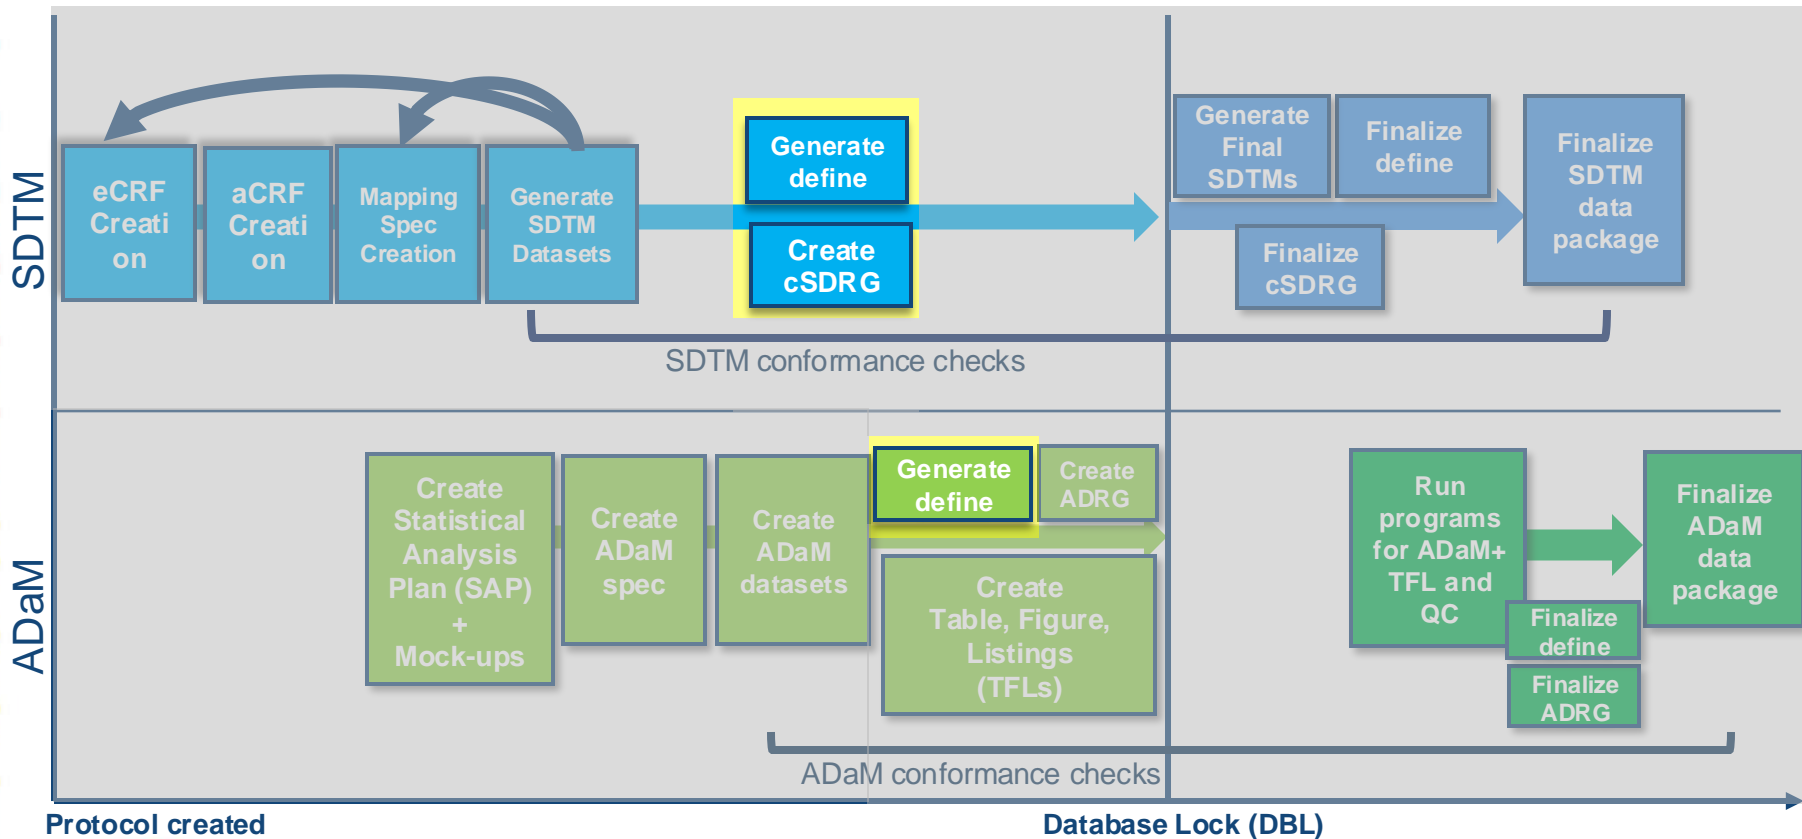 SDTM
eCRF
Creati
on
aCRF
Creati
on
Mapping
Spec
Creation
Generate
SDTM
Datasets
Generate
define
Create
cSDRG
Generate
Final
SDTMs
Finalize
define
Finalize
cSDRG
Finalize
SDTM
data
package
SDTM conformance checks
ADaM
Create
Statistical
Analysis
Plan (SAP)
+
Mock-ups
Create
ADaM
spec
Create
ADaM
datasets
Generate
define
Create
ADRG
Create
Table, Figure,
Listings
(TFLs)
Run
programs
for ADaM+
TFL and
QC
Finalize
define
Finalize
ADRG
Finalize
ADaM
data
package
ADaM conformance checks
Protocol created
Database Lock (DBL)